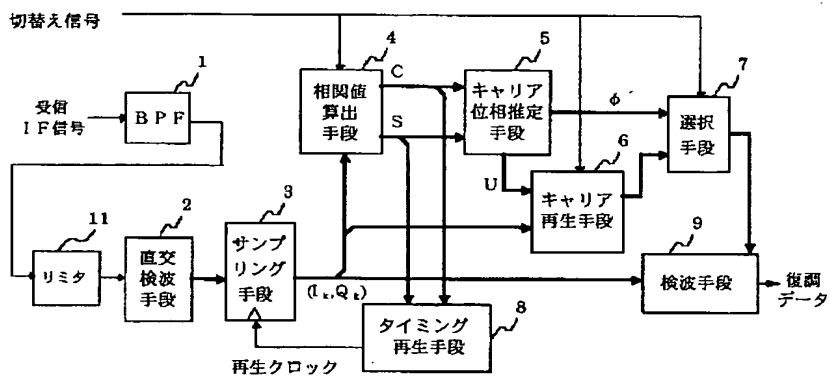 切替え信号
4
5
7
1
C
相関値
算出
手段
キャリア
位相推定
手段
φ
受信
IF信号
BPF
S
選択
手段
6
U
キャリア
再生手段
2
3
9
11
サンプ
リング
手段
直交
検波
手段
リミタ
検波手段
復調
データ
(Ik,Qk)
8
タイミング
再生手段
再生クロック